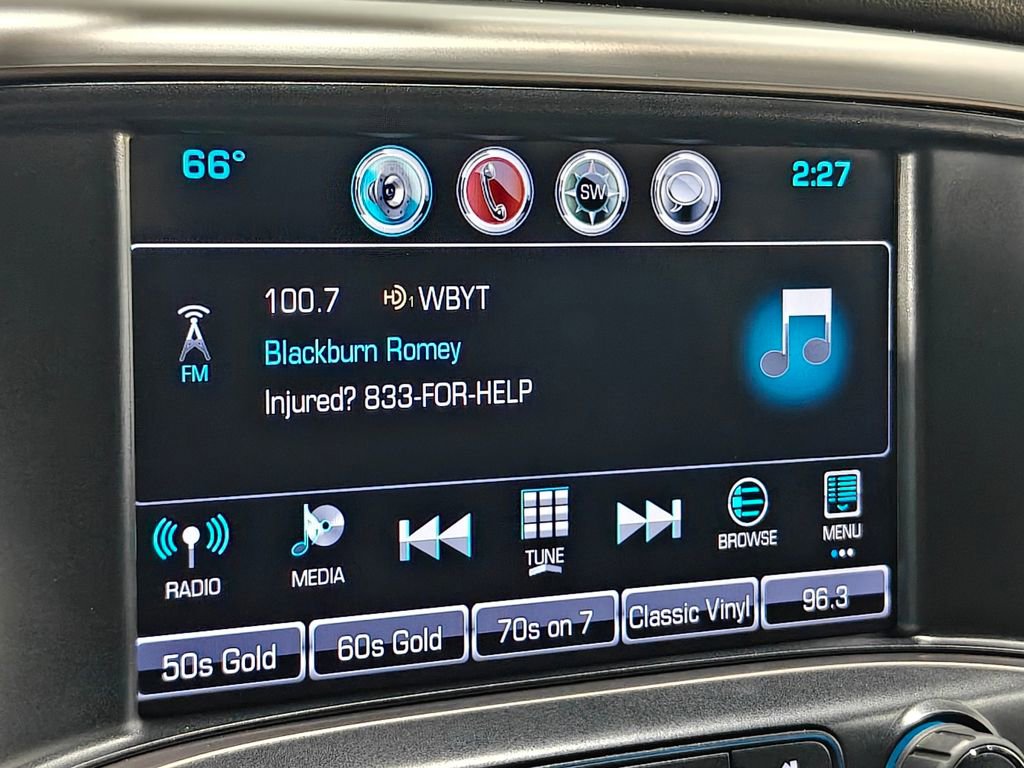 66°
SW
2:27
100.7 HD1 WBYT
FM
Blackburn Romey
Injured? 833-FOR-HELP
RADIO
MEDIA
TUNE
BROWSE
MENU
50s Gold
60s Gold
70s on 7
Classic Vinyl
96.3